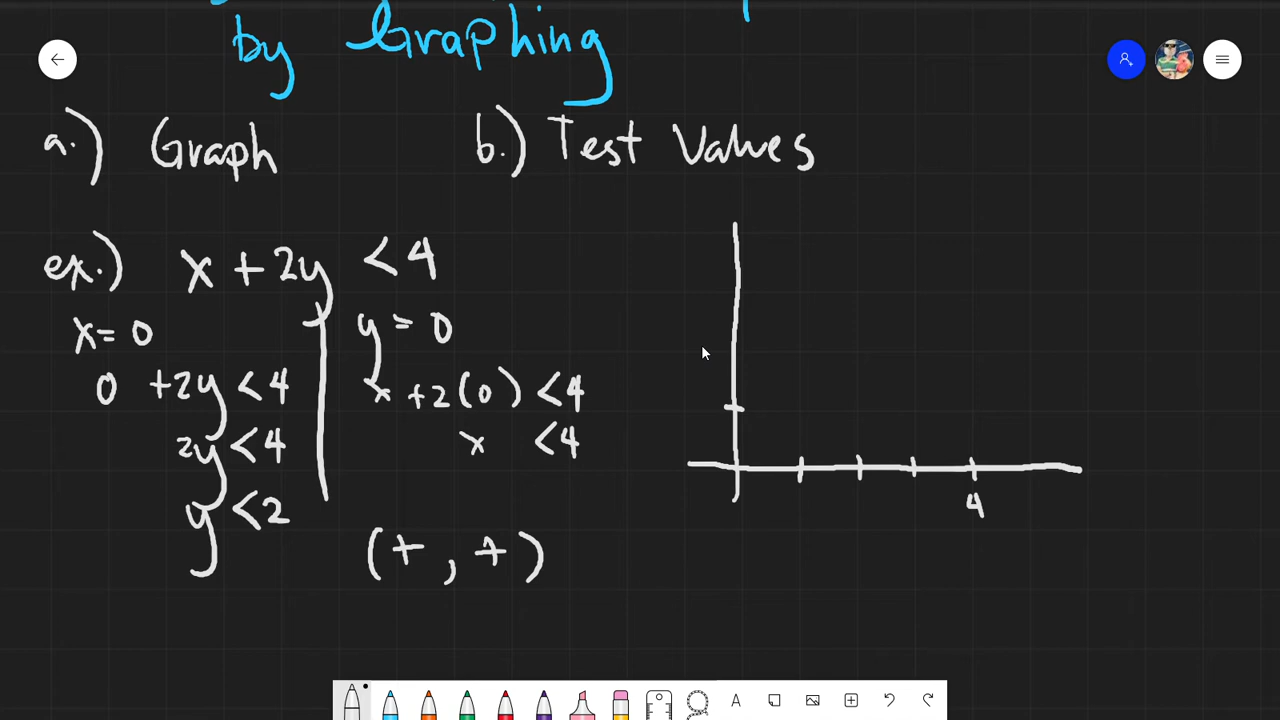 by Graphing
a.) Graph
b.) Test Values
ex.) x + 2y < 4
x = 0
0 + 2y < 4
2y < 4
y < 2
y = 0
x + 2(0) < 4
x < 4
(+, +)
4
A